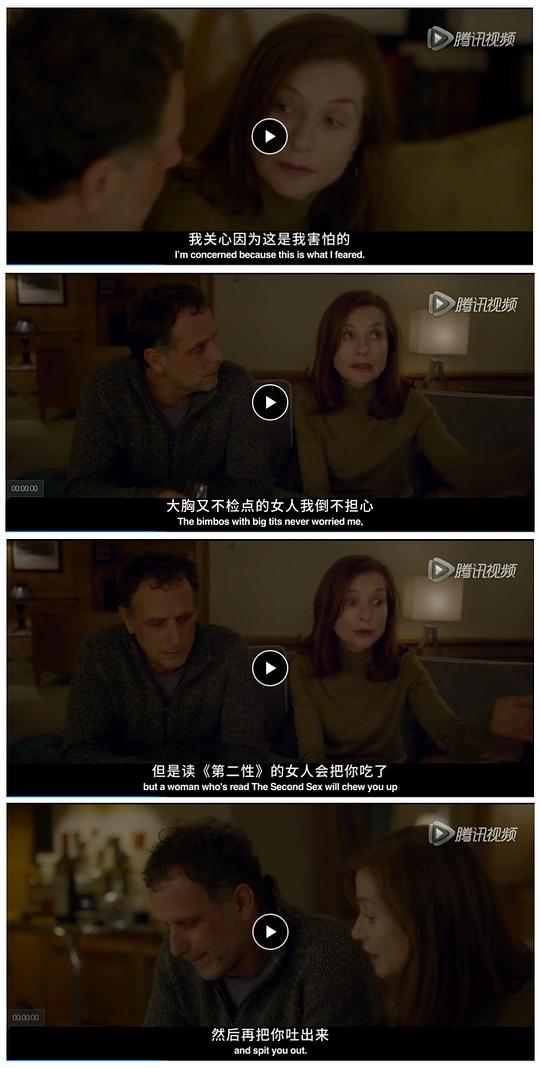 腾讯视频
我关心因为这是我害怕的
I'm concerned because this is what I feared.
腾讯视频
00:00:00
大胸又不检点的女人我倒不担心
The bimbos with big tits never worried me,
腾讯视频
但是读《第二性》的女人会把你吃了
but a woman who's read The Second Sex will chew you up
腾讯视频
00:00:00
然后再把你吐出来
and spit you out.